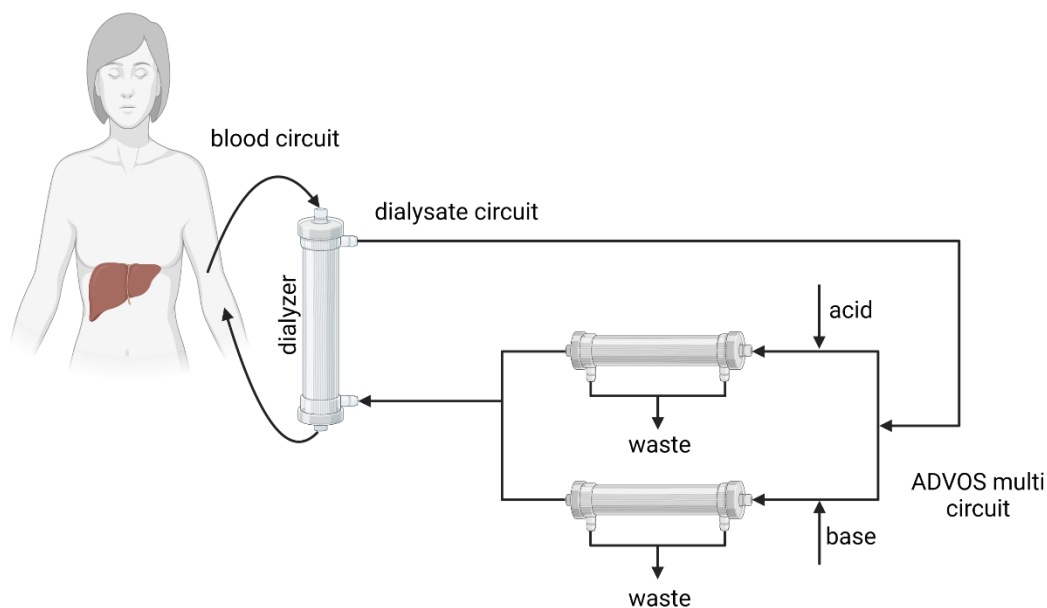 blood circuit
dialysate circuit
dialyzer
acid
waste
ADVOS multi
circuit
base
waste